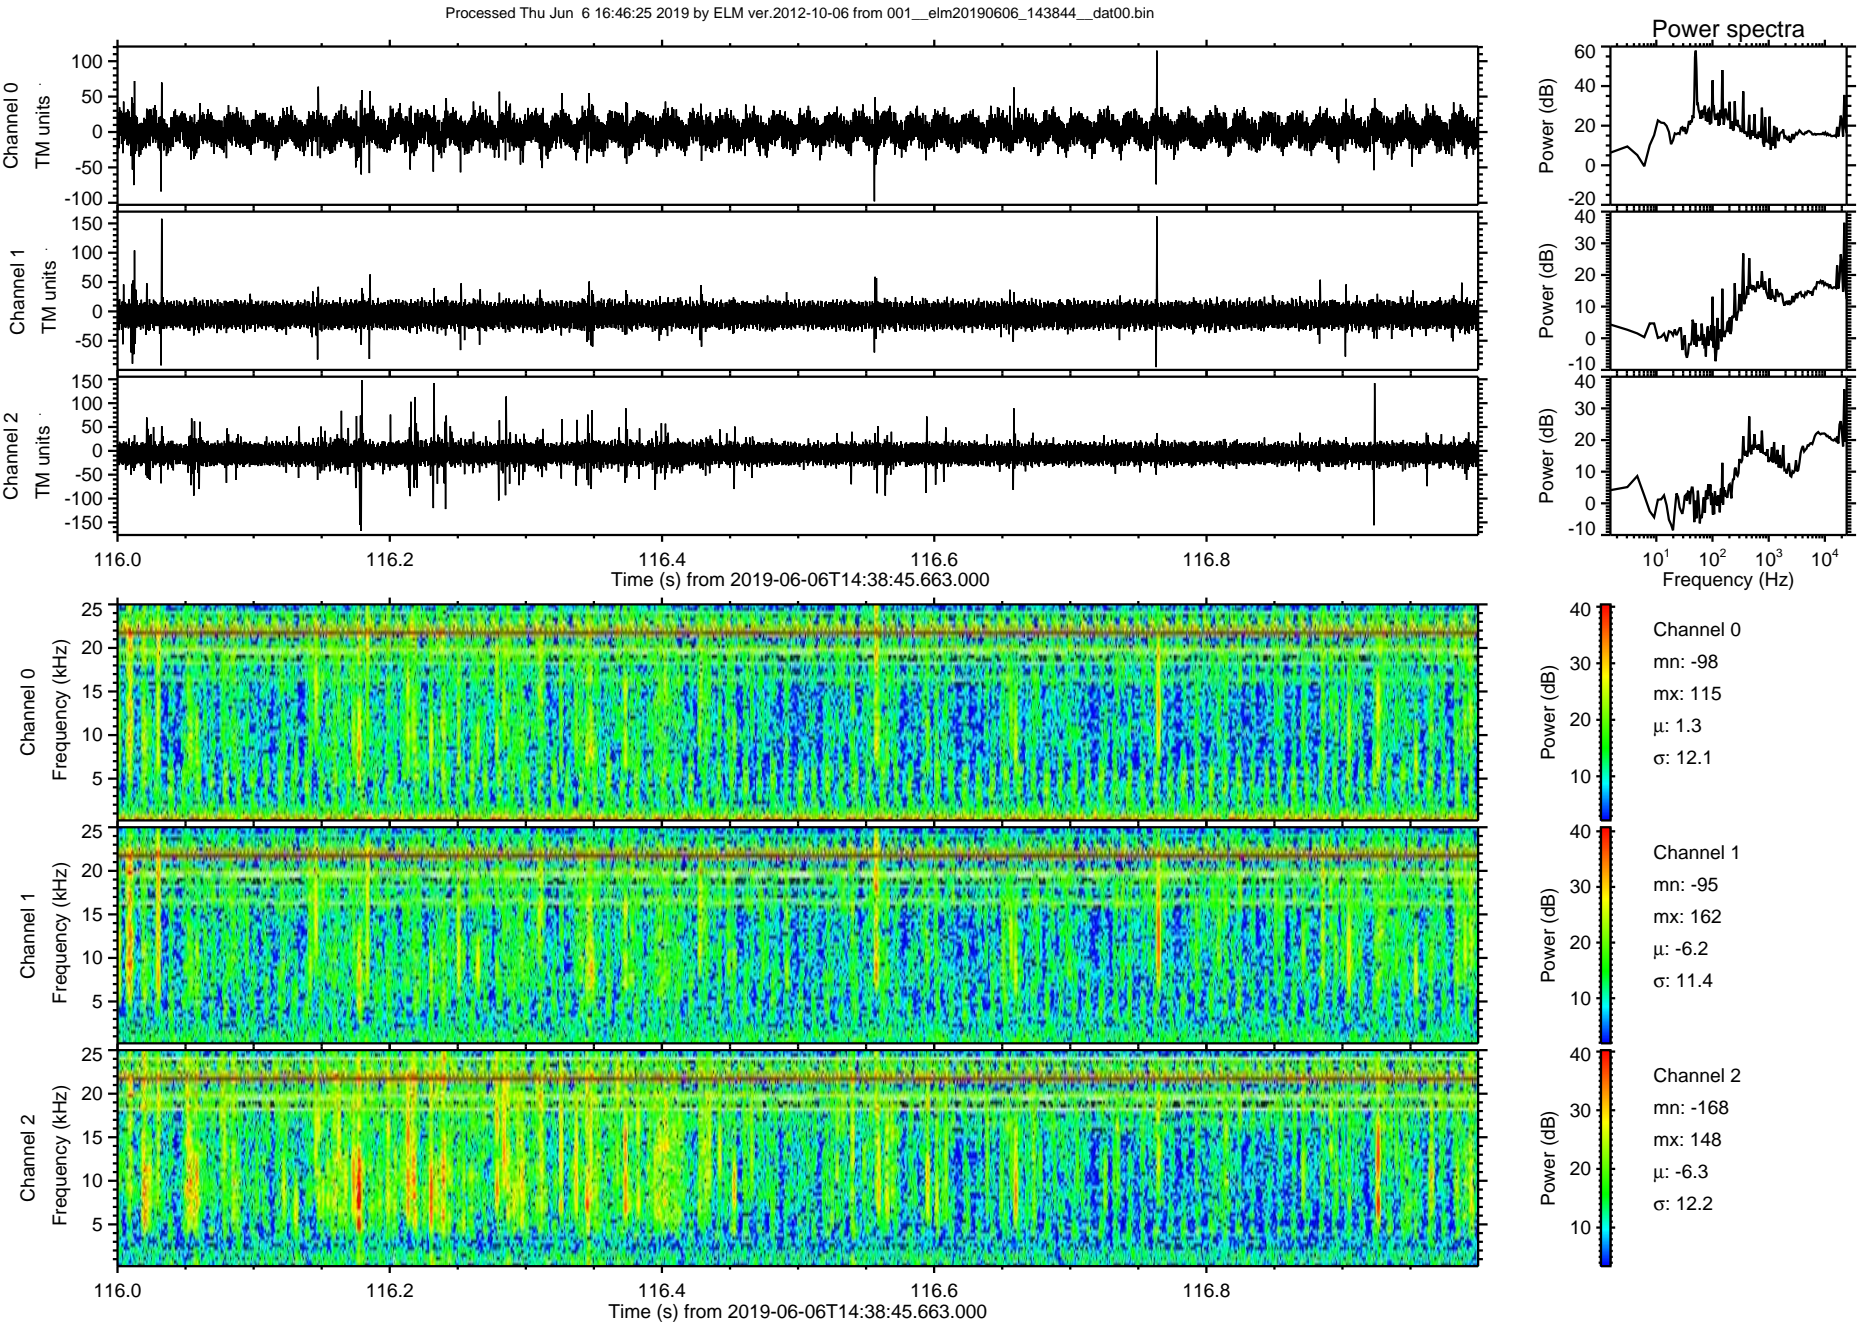 Processed Thu Jun  6 16:46:25 2019 by ELM ver.2012-10-06 from 001__elm20190606_143844__dat00.bin
Power spectra
Channel 0
TM units
100
50
0
-50
-100
Power (dB)
60
40
20
0
-20
Channel 1
TM units
150
100
50
0
-50
Power (dB)
40
30
20
10
0
-10
Channel 2
TM units
150
100
50
0
-50
-100
-150
Power (dB)
40
30
20
10
0
-10
116.0 116.2 116.4 116.6 116.8
Time (s) from 2019-06-06T14:38:45.663.000
10¹ 10² 10³ 10⁴
Frequency (Hz)
Channel 0
Frequency (kHz)
25
20
15
10
5
Power (dB)
40
30
20
10
Channel 0
mn: -98
mx: 115
μ: 1.3
σ: 12.1
Channel 1
Frequency (kHz)
25
20
15
10
5
Power (dB)
40
30
20
10
Channel 1
mn: -95
mx: 162
μ: -6.2
σ: 11.4
Channel 2
Frequency (kHz)
25
20
15
10
5
Power (dB)
40
30
20
10
Channel 2
mn: -168
mx: 148
μ: -6.3
σ: 12.2
116.0 116.2 116.4 116.6 116.8
Time (s) from 2019-06-06T14:38:45.663.000